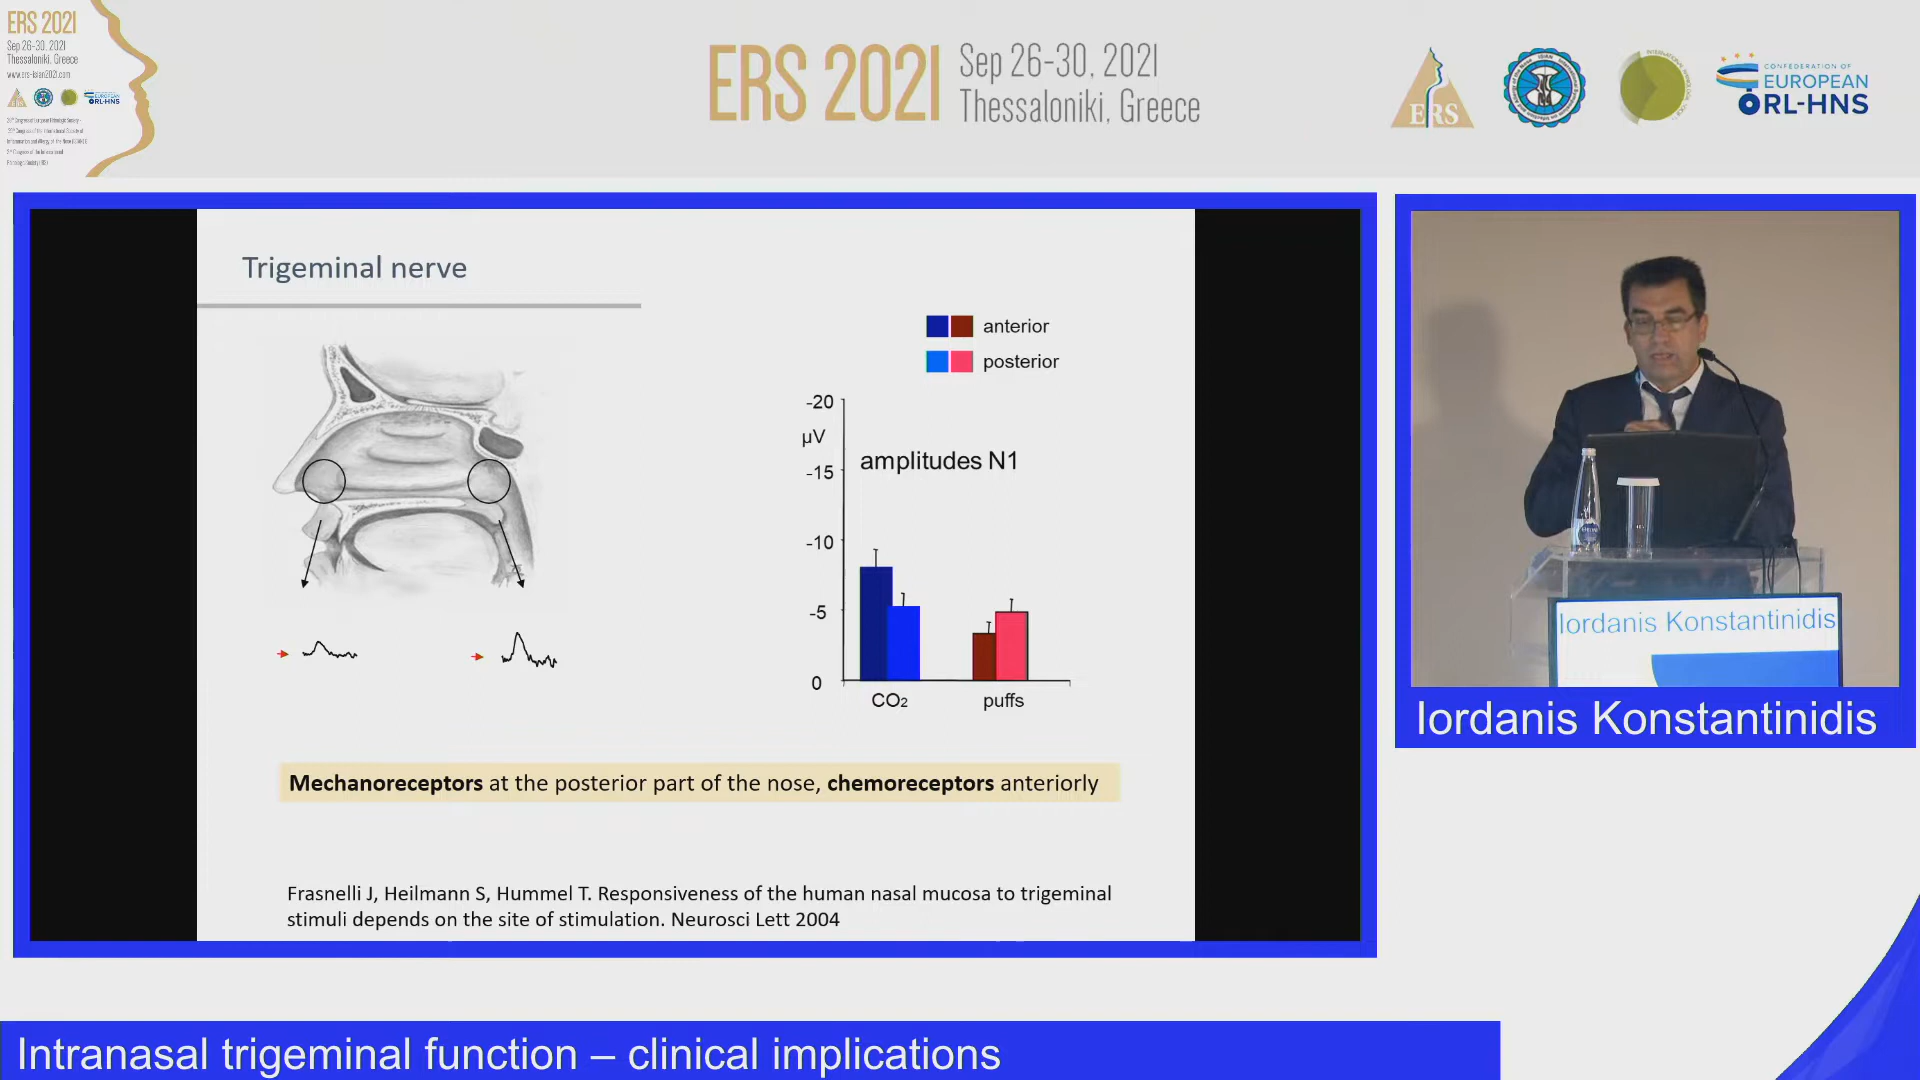 ERS 2021
Sep 26-30, 2021
Thessaloniki, Greece
www.ers-isian2021.com
EUROPEAN
ORL-HNS
ERS 2021
Sep 26-30, 2021
Thessaloniki, Greece
ERS
CONFEDERATION OF
EUROPEAN
ORL-HNS
Trigeminal nerve
anterior
posterior
-20
µV
amplitudes N1
-15
-10
-5
0
CO2
puffs
Mechanoreceptors at the posterior part of the nose, chemoreceptors anteriorly
Frasnelli J, Heilmann S, Hummel T. Responsiveness of the human nasal mucosa to trigeminal
stimuli depends on the site of stimulation. Neurosci Lett 2004
Iordanis Konstantinidis
Iordanis Konstantinidis
Intranasal trigeminal function – clinical implications